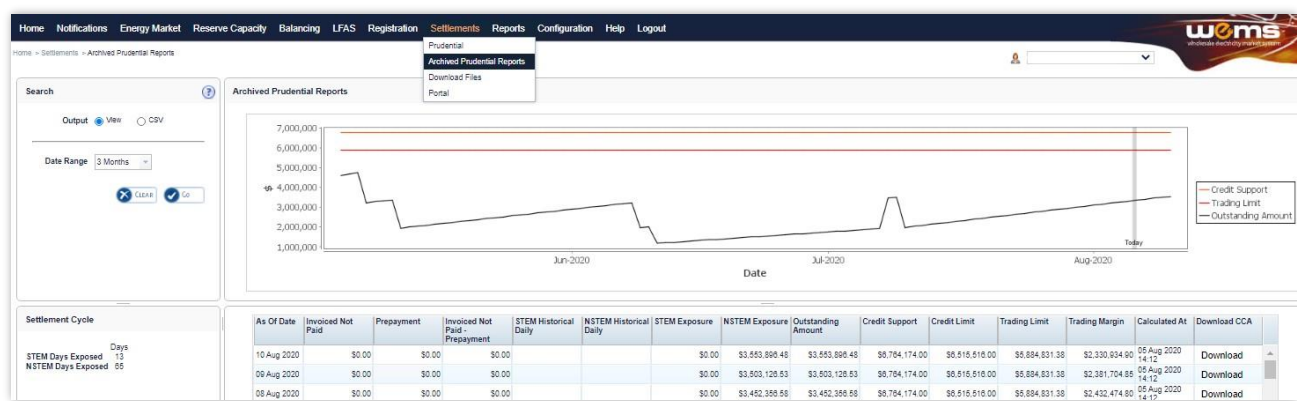 Home Notifications Energy Market Reserve Capacity Balancing LFAS Registration Settlements Reports Configuration Help Logout
wems
wholesale electricity market system
Home » Settlements » Archived Prudential Reports
Prudential
Archived Prudential Reports
Download Files
Portal
Search
Output View CSV
Date Range 3 Months
CLEAR GO
Archived Prudential Reports
7,000,000
6,000,000
5,000,000
$ 4,000,000
3,000,000
2,000,000
1,000,000
Today
Jun-2020 Jul-2020 Aug-2020
Date
Credit Support
Trading Limit
Outstanding Amount
Settlement Cycle
Days
STEM Days Exposed 13
NSTEM Days Exposed 65
As Of Date Invoiced Not Paid Prepayment Invoiced Not Paid - Prepayment STEM Historical Daily NSTEM Historical Daily STEM Exposure NSTEM Exposure Outstanding Amount Credit Support Credit Limit Trading Limit Trading Margin Calculated At Download CCA
10 Aug 2020 $0.00 $0.00 $0.00 $0.00 $3,553,896.48 $3,553,896.48 $6,764,174.00 $6,515,516.00 $5,884,831.38 $2,330,934.90 05 Aug 2020 14:12 Download
09 Aug 2020 $0.00 $0.00 $0.00 $0.00 $3,503,126.53 $3,503,126.53 $6,764,174.00 $6,515,516.00 $5,884,831.38 $2,381,704.85 05 Aug 2020 14:12 Download
08 Aug 2020 $0.00 $0.00 $0.00 $0.00 $3,452,356.58 $3,452,356.58 $6,764,174.00 $6,515,516.00 $5,884,831.38 $2,432,474.80 05 Aug 2020 14:12 Download